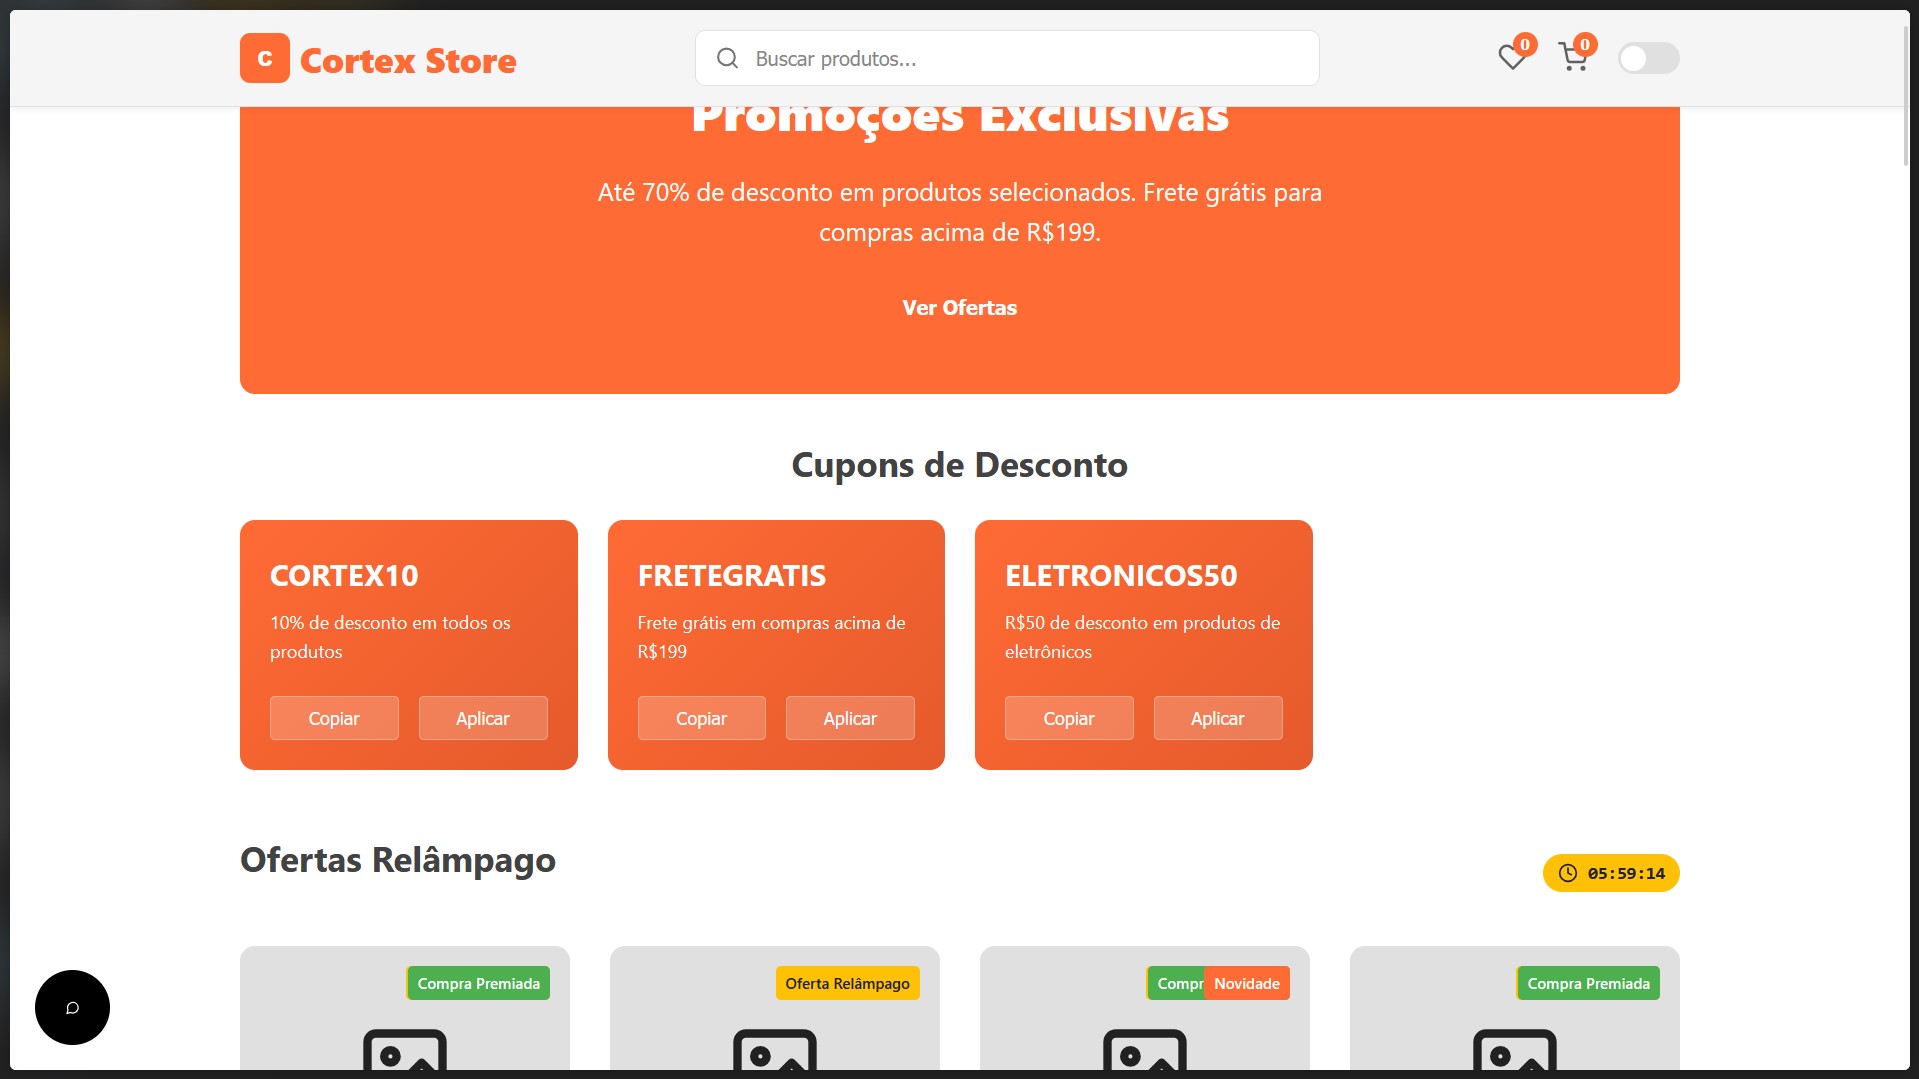 C Cortex Store
Buscar produtos...
0
0
Promoções Exclusivas
Até 70% de desconto em produtos selecionados. Frete grátis para
compras acima de R$199.
Ver Ofertas
Cupons de Desconto
CORTEX10
10% de desconto em todos os
produtos
Copiar
Aplicar
FRETEGRATIS
Frete grátis em compras acima de
R$199
Copiar
Aplicar
ELETRONICOS50
R$50 de desconto em produtos de
eletrônicos
Copiar
Aplicar
Ofertas Relâmpago
05:59:14
Compra Premiada
Oferta Relâmpago
Compr
Novidade
Compra Premiada